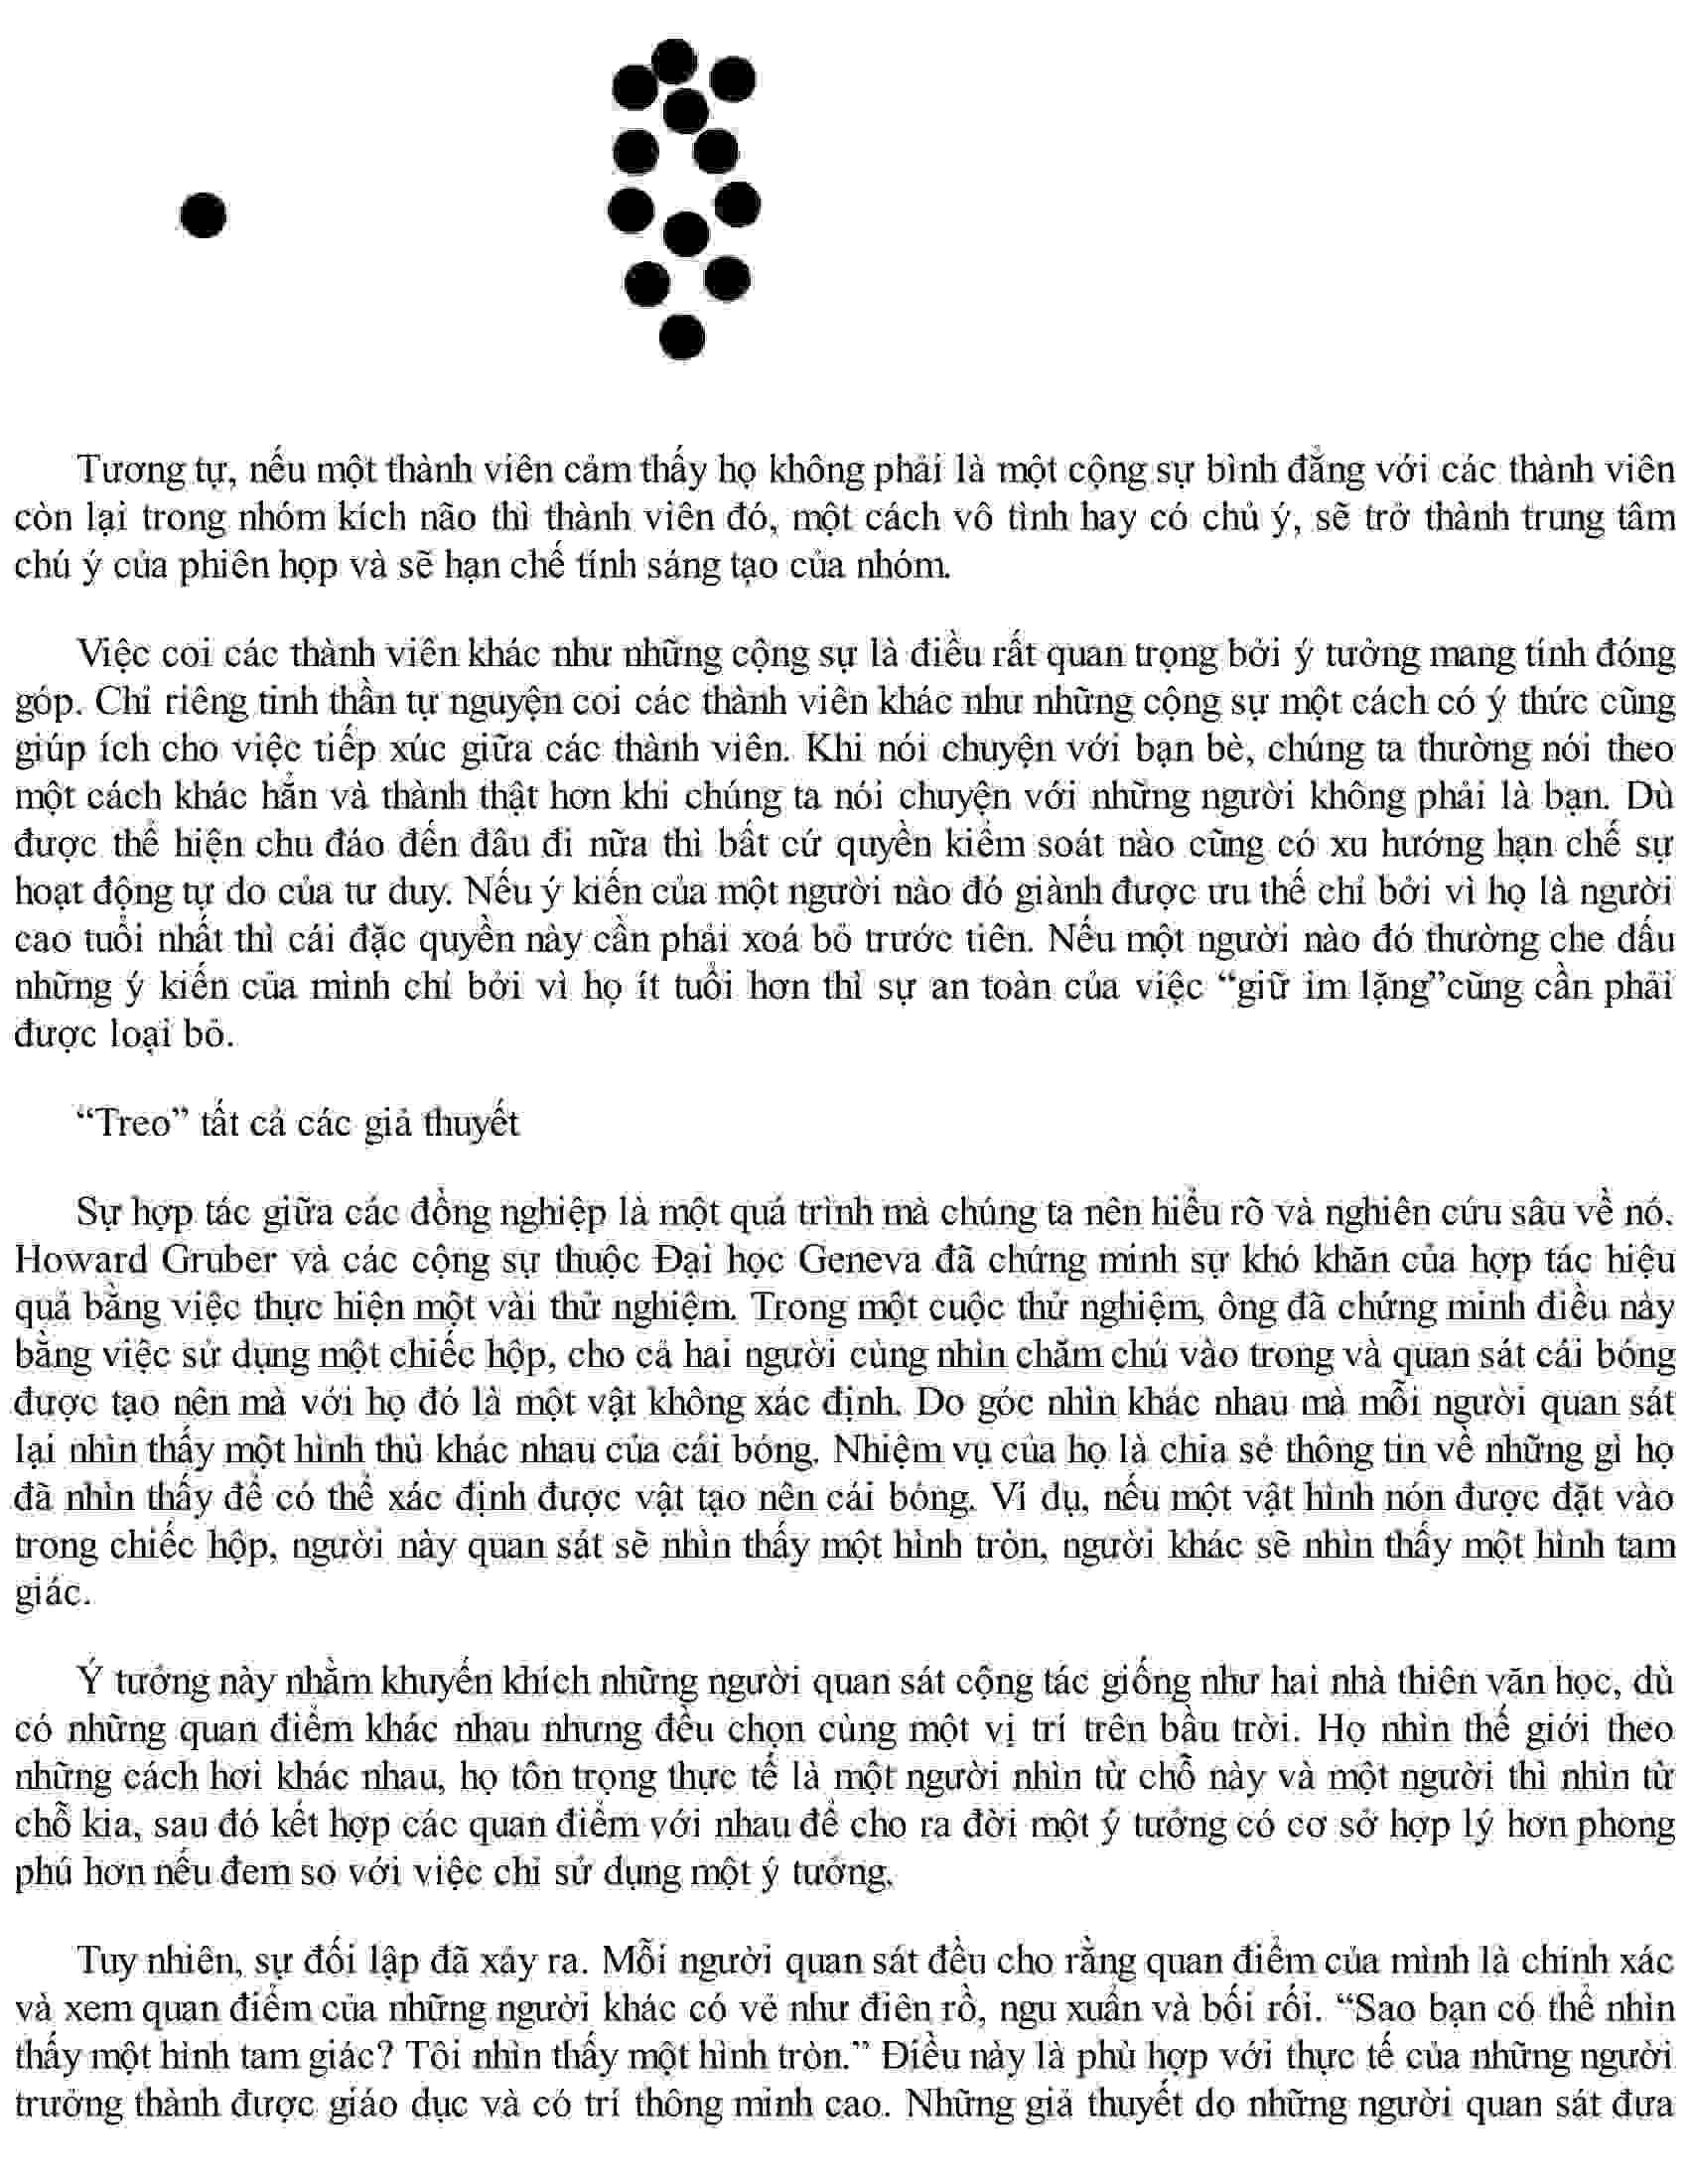 Tương tự, nếu một thành viên cảm thấy họ không phải là một cộng sự bình đẳng với các thành viên
còn lại trong nhóm kích não thì thành viên đó, một cách vô tình hay có chủ ý, sẽ trở thành trung tâm
chú ý của phiên họp và sẽ hạn chế tính sáng tạo của nhóm.
Việc coi các thành viên khác như những cộng sự là điều rất quan trọng bởi ý tưởng mang tính đóng
góp. Chỉ riêng tinh thần tự nguyện coi các thành viên khác như những cộng sự một cách có ý thức cũng
giúp ích cho việc tiếp xúc giữa các thành viên. Khi nói chuyện với bạn bè, chúng ta thường nói theo
một cách khác hẳn và thành thật hơn khi chúng ta nói chuyện với những người không phải là bạn. Dù
được thể hiện chu đáo đến đâu đi nữa thì bất cứ quyền kiểm soát nào cũng có xu hướng hạn chế sự
hoạt động tự do của tư duy. Nếu ý kiến của một người nào đó giành được ưu thế chỉ bởi vì họ là người
cao tuổi nhất thì cái đặc quyền này cần phải xoá bỏ trước tiên. Nếu một người nào đó thường che dấu
những ý kiến của mình chỉ bởi vì họ ít tuổi hơn thì sự an toàn của việc “giữ im lặng”cũng cần phải
được loại bỏ.
“Treo” tất cả các giả thuyết
Sự hợp tác giữa các đồng nghiệp là một quá trình mà chúng ta nên hiểu rõ và nghiên cứu sâu về nó.
Howard Gruber và các cộng sự thuộc Đại học Geneva đã chứng minh sự khó khăn của hợp tác hiệu
quả bằng việc thực hiện một vài thử nghiệm. Trong một cuộc thử nghiệm, ông đã chứng minh điều này
bằng việc sử dụng một chiếc hộp, cho cả hai người cùng nhìn chăm chú vào trong và quan sát cái bóng
được tạo nên mà với họ đó là một vật không xác định. Do góc nhìn khác nhau mà mỗi người quan sát
lại nhìn thấy một hình thù khác nhau của cái bóng. Nhiệm vụ của họ là chia sẻ thông tin về những gì họ
đã nhìn thấy để có thể xác định được vật tạo nên cái bóng. Ví dụ, nếu một vật hình nón được đặt vào
trong chiếc hộp, người này quan sát sẽ nhìn thấy một hình tròn, người khác sẽ nhìn thấy một hình tam
giác.
Ý tưởng này nhằm khuyến khích những người quan sát cộng tác giống như hai nhà thiên văn học, dù
có những quan điểm khác nhau nhưng đều chọn cùng một vị trí trên bầu trời. Họ nhìn thế giới theo
những cách hơi khác nhau, họ tôn trọng thực tế là một người nhìn từ chỗ này và một người thì nhìn từ
chỗ kia, sau đó kết hợp các quan điểm với nhau để cho ra đời một ý tưởng có cơ sở hợp lý hơn phong
phú hơn nếu đem so với việc chỉ sử dụng một ý tưởng.
Tuy nhiên, sự đối lập đã xảy ra. Mỗi người quan sát đều cho rằng quan điểm của mình là chính xác
và xem quan điểm của những người khác có vẻ như điên rồ, ngu xuẩn và bối rối. “Sao bạn có thể nhìn
thấy một hình tam giác? Tôi nhìn thấy một hình tròn.” Điều này là phù hợp với thực tế của những người
trưởng thành được giáo dục và có trí thông minh cao. Những giả thuyết do những người quan sát đưa